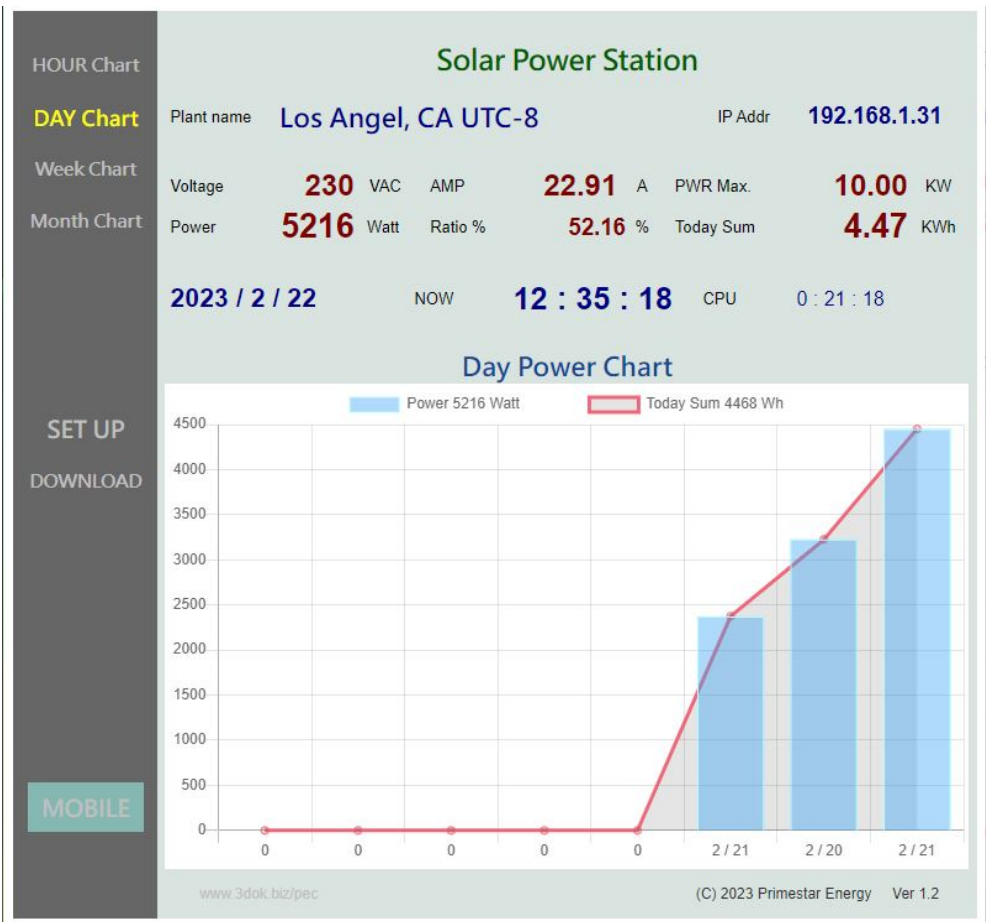 HOUR Chart
DAY Chart
Week Chart
Month Chart
SET UP
DOWNLOAD
MOBILE
Solar Power Station
Plant name Los Angel, CA UTC-8 IP Addr 192.168.1.31
Voltage 230 VAC AMP 22.91 A PWR Max. 10.00 KW
Power 5216 Watt Ratio % 52.16 % Today Sum 4.47 KWh
2023 / 2 / 22 NOW 12 : 35 : 18 CPU 0 : 21 : 18
Day Power Chart
Power 5216 Watt Today Sum 4468 Wh
4500
4000
3500
3000
2500
2000
1500
1000
500
0
0 0 0 0 0 2 / 21 2 / 20 2 / 21
www.3dok.biz/pec (C) 2023 Primestar Energy Ver 1.2